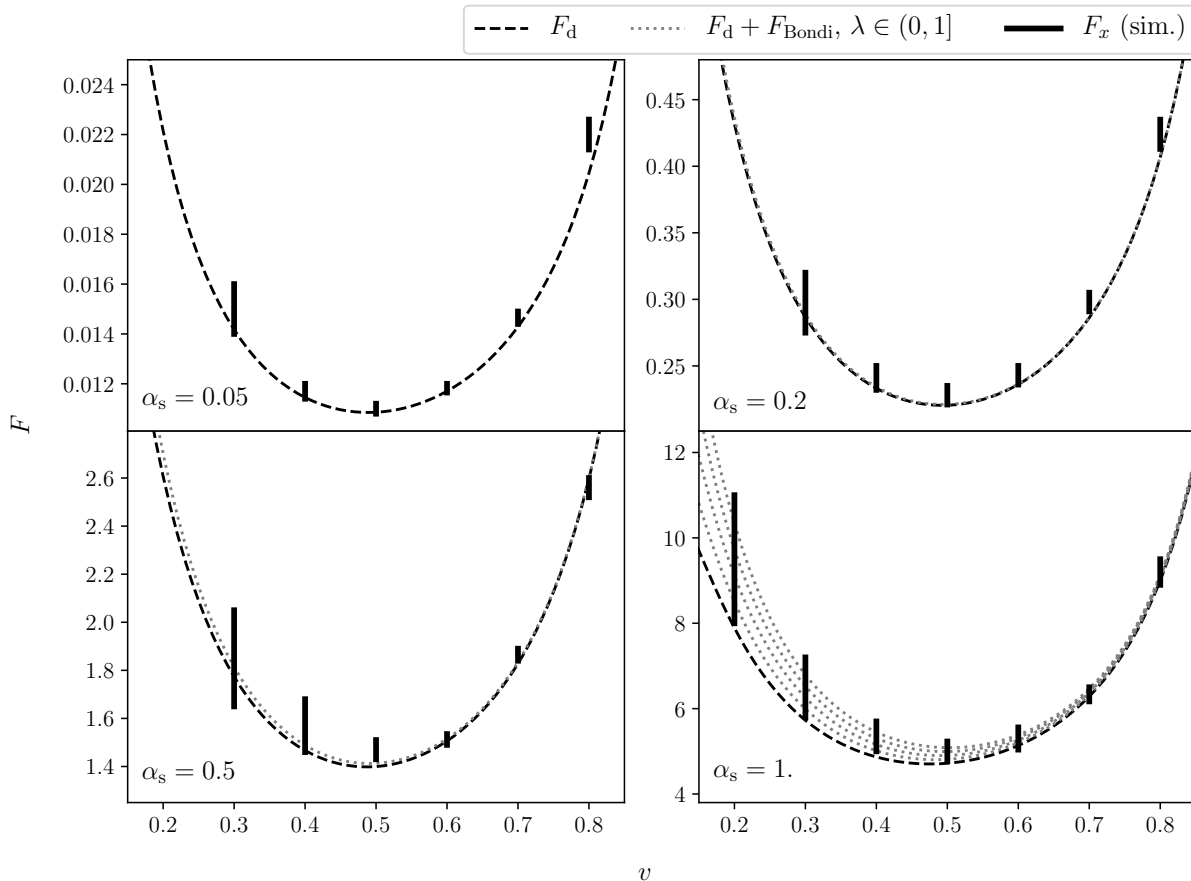 F_d F_d + F_Bondi, λ ∈ (0, 1] F_x (sim.)
0.024
0.022
0.020
0.018
0.016
0.014
0.012
α_s = 0.05
0.45
0.40
0.35
0.30
0.25
α_s = 0.2
F
2.6
2.4
2.2
2.0
1.8
1.6
1.4
α_s = 0.5
0.2 0.3 0.4 0.5 0.6 0.7 0.8
12
10
8
6
4
α_s = 1.
0.2 0.3 0.4 0.5 0.6 0.7 0.8
v